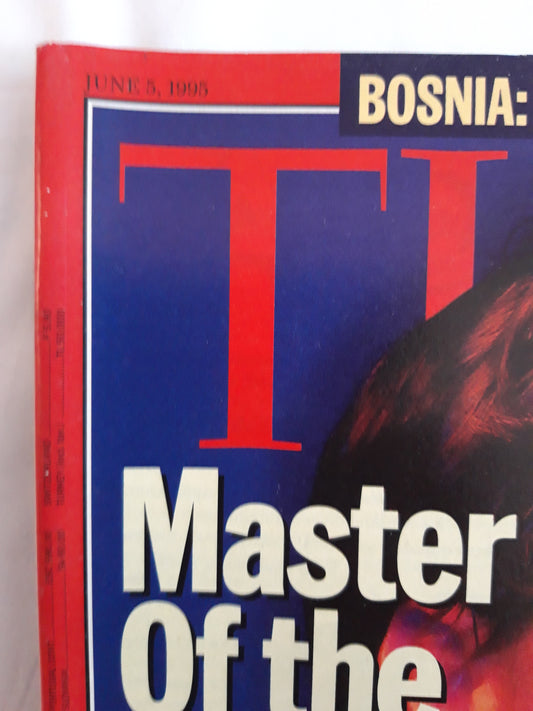 JUNE 5, 1995
BOSNIA:
TI
Master
Of the